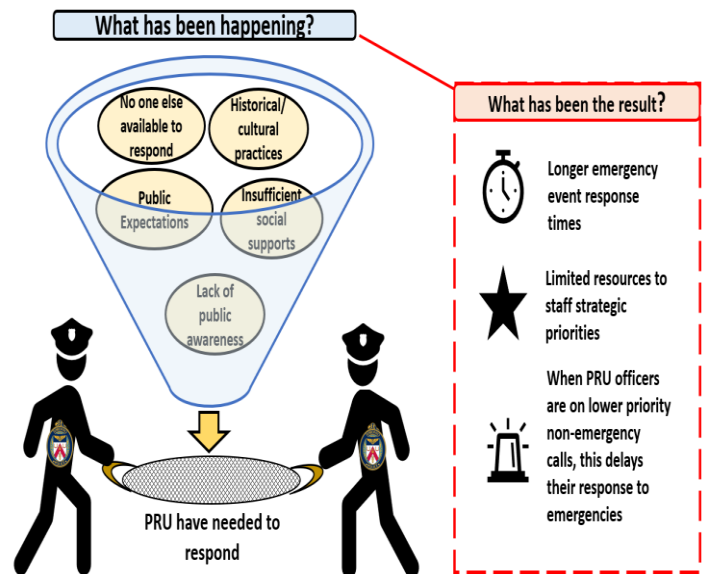 What has been happening?
No one else
available to
respond
Historical/
cultural
practices
Public
Expectations
Insufficient
social
supports
Lack of
public
awareness
PRU have needed to
respond
What has been the result?
Longer emergency
event response
times
Limited resources to
staff strategic
priorities
When PRU officers
are on lower priority
non-emergency
calls, this delays
their response to
emergencies